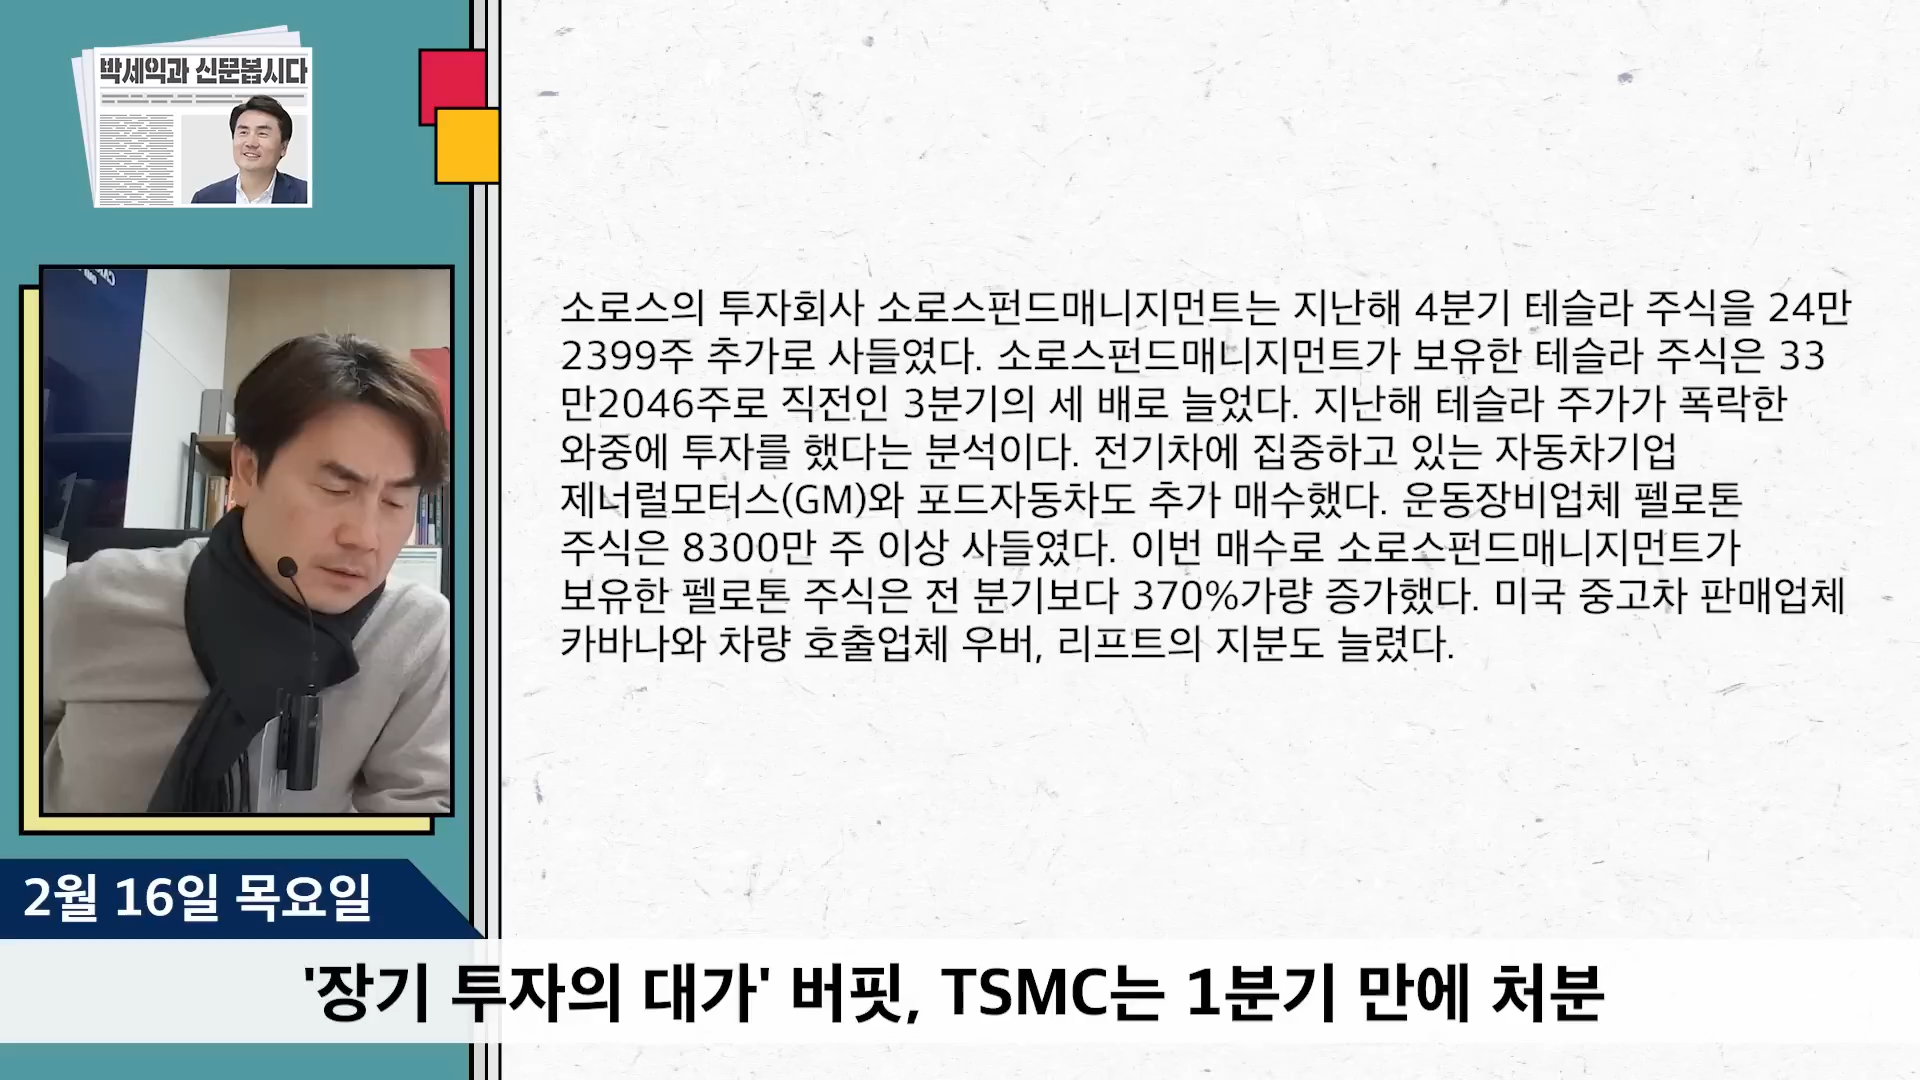 박세익과 신문봅시다
소로스의 투자회사 소로스펀드매니지먼트는 지난해 4분기 테슬라 주식을 24만
2399주 추가로 사들였다. 소로스펀드매니지먼트가 보유한 테슬라 주식은 33
만2046주로 직전인 3분기의 세 배로 늘었다. 지난해 테슬라 주가가 폭락한
와중에 투자를 했다는 분석이다. 전기차에 집중하고 있는 자동차기업
제너럴모터스(GM)와 포드자동차도 추가 매수했다. 운동장비업체 펠로톤
주식은 8300만 주 이상 사들였다. 이번 매수로 소로스펀드매니지먼트가
보유한 펠로톤 주식은 전 분기보다 370%가량 증가했다. 미국 중고차 판매업체
카바나와 차량 호출업체 우버, 리프트의 지분도 늘렸다.
2월 16일 목요일
'장기 투자의 대가' 버핏, TSMC는 1분기 만에 처분